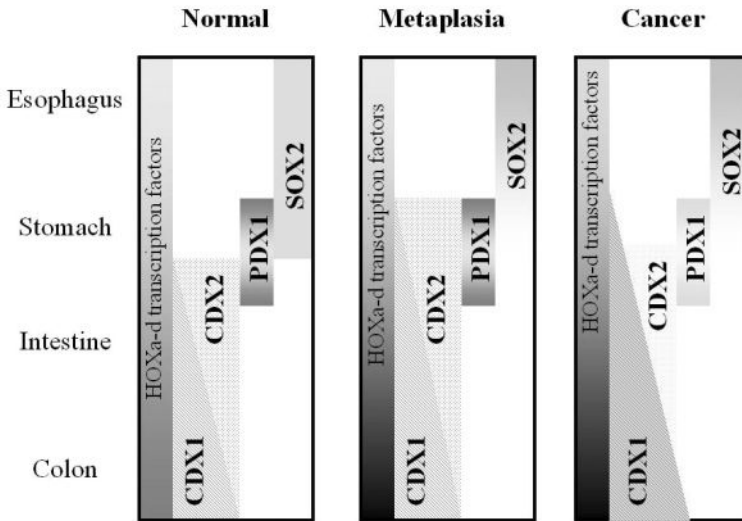 Normal Metaplasia Cancer
Esophagus
Stomach
Intestine
Colon
HOXa-d transcription factors
CDX1
CDX2
PDX1
SOX2
HOXa-d transcription factors
CDX1
CDX2
PDX1
SOX2
HOXa-d transcription factors
CDX1
CDX2
PDX1
SOX2